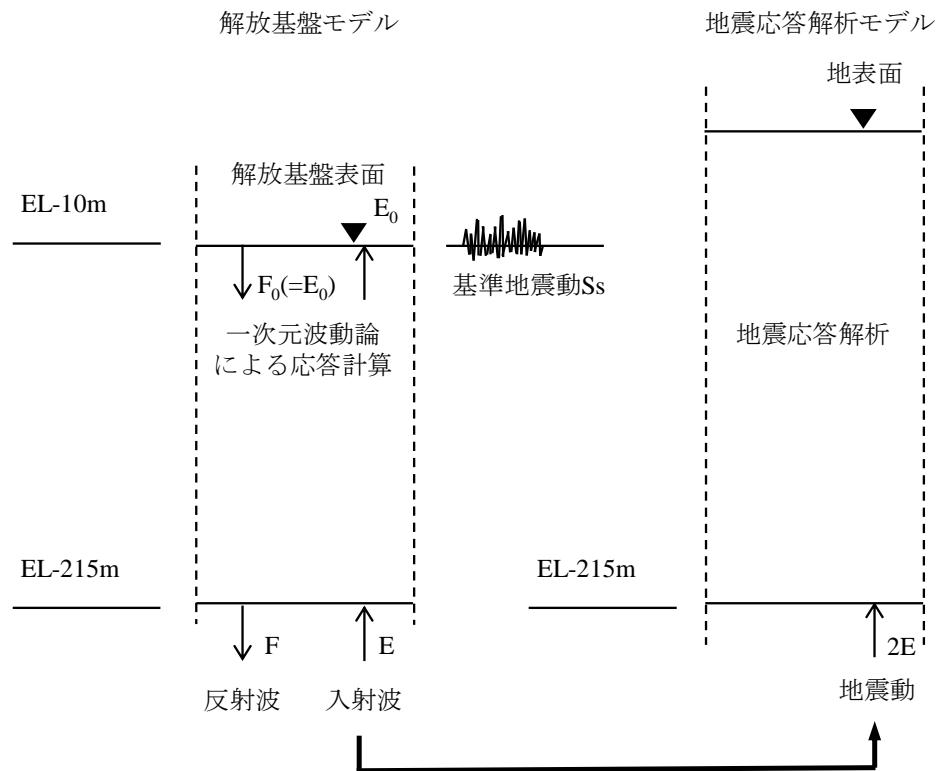 解放基盤モデル
地震応答解析モデル
地表面
解放基盤表面
EL-10m
E₀
F₀(=E₀)
基準地震動Ss
一次元波動論
による応答計算
地震応答解析
EL-215m
EL-215m
F
E
2E
反射波
入射波
地震動